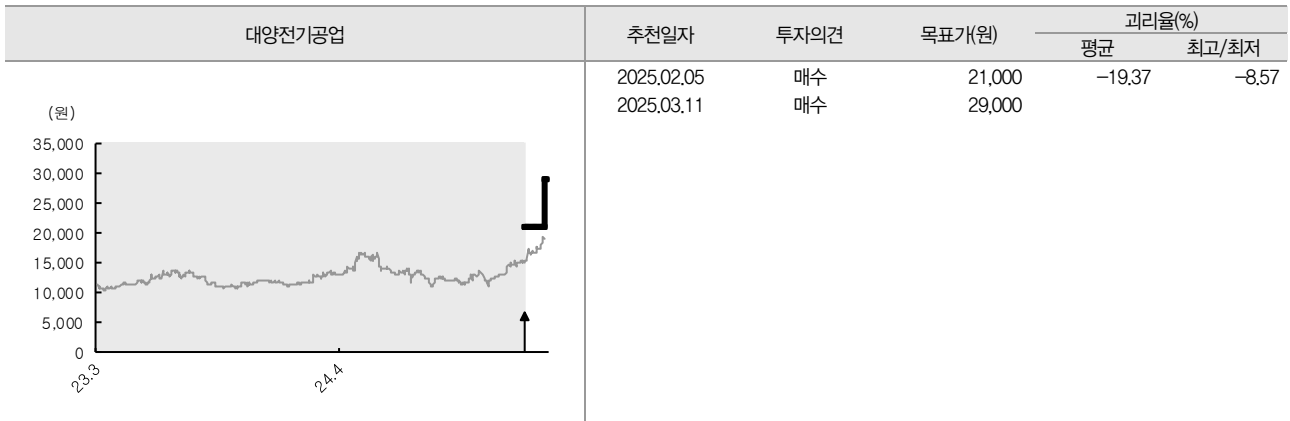 대양전기공업 추천일자 투자의견 목표가(원) 괴리율(%)
평균 최고/최저
2025.02.05 매수 21,000 -19.37 -8.57
2025.03.11 매수 29,000
(원)
35,000
30,000
25,000
20,000
15,000
10,000
5,000
0
23.3 24.4